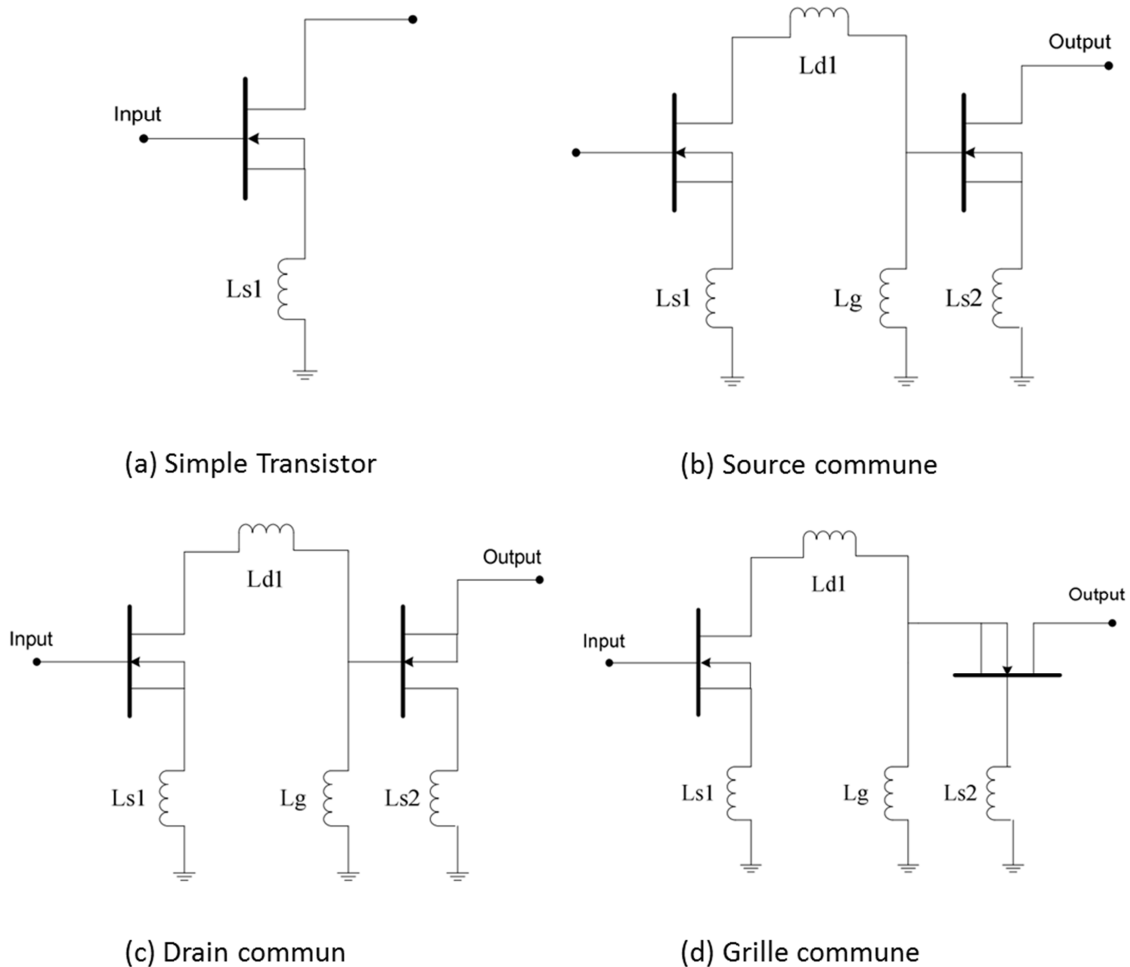 Input
Ls1
(a) Simple Transistor
Ld1
Output
Ls1
Lg
Ls2
(b) Source commune
Ld1
Output
Input
Ls1
Lg
Ls2
(c) Drain commun
Ld1
Output
Input
Ls1
Lg
Ls2
(d) Grille commune